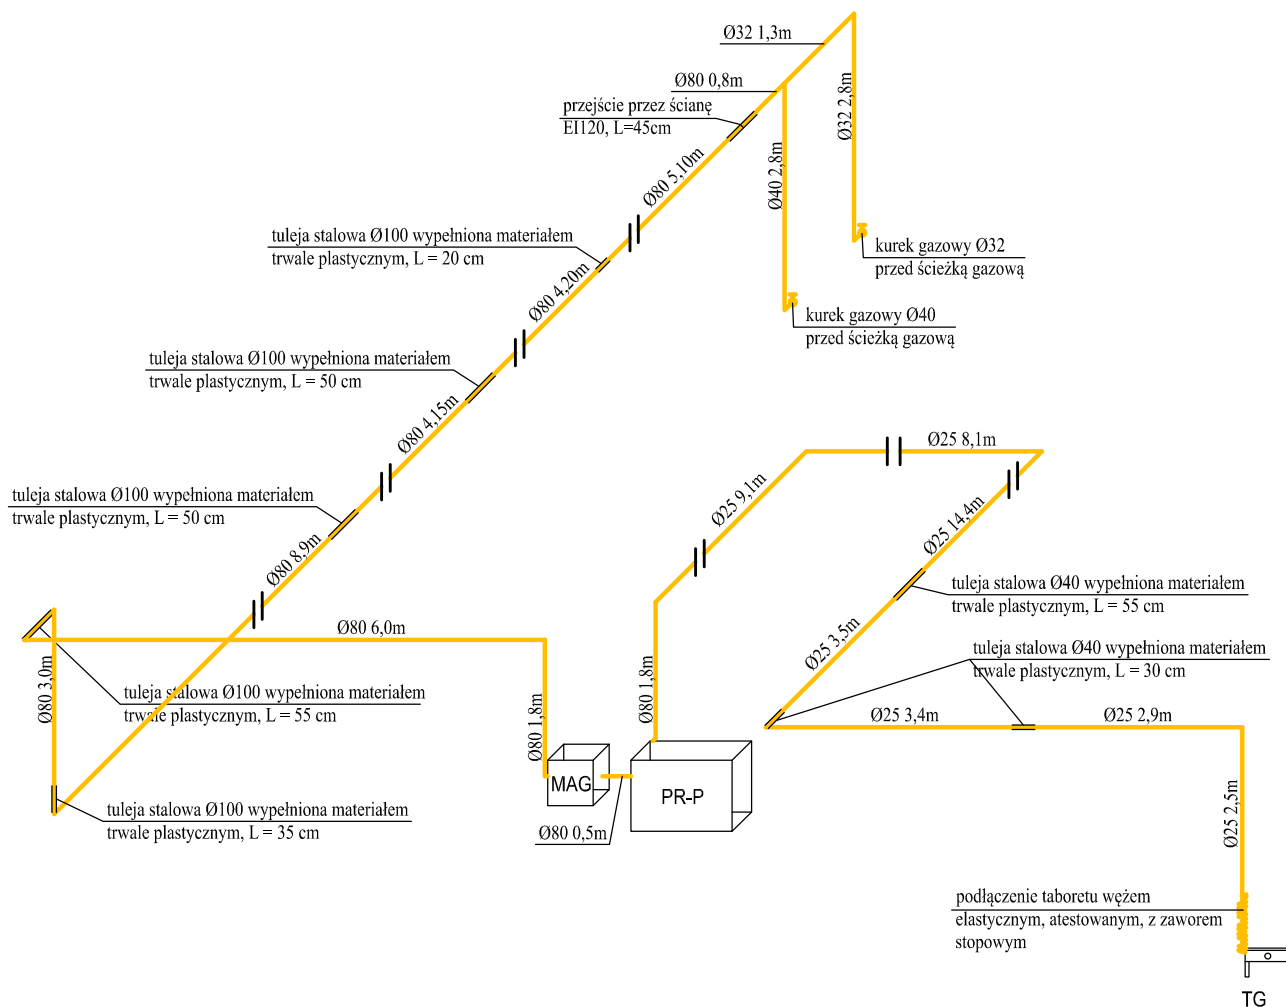 Ø32 1,3m
Ø80 0,8m
przejście przez ścianę
EI120, L=45cm
Ø32 2,8m
Ø40 2,8m
Ø80 5,10m
tuleja stalowa Ø100 wypełniona materiałem
trwale plastycznym, L = 20 cm
kurek gazowy Ø32
przed ścieżką gazową
Ø80 4,20m
kurek gazowy Ø40
przed ścieżką gazową
tuleja stalowa Ø100 wypełniona materiałem
trwale plastycznym, L = 50 cm
Ø80 4,15m
Ø25 8,1m
tuleja stalowa Ø100 wypełniona materiałem
trwale plastycznym, L = 50 cm
Ø25 9,1m
Ø25 14,4m
Ø80 8,9m
tuleja stalowa Ø40 wypełniona materiałem
trwale plastycznym, L = 55 cm
Ø80 6,0m
Ø25 3,5m
tuleja stalowa Ø40 wypełniona materiałem
trwale plastycznym, L = 30 cm
Ø80 3,0m
tuleja stalowa Ø100 wypełniona materiałem
trwale plastycznym, L = 55 cm
Ø80 1,8m
Ø80 1,8m
Ø25 3,4m
Ø25 2,9m
MAG
PR-P
tuleja stalowa Ø100 wypełniona materiałem
trwale plastycznym, L = 35 cm
Ø80 0,5m
Ø25 2,5m
podłączenie taboretu wężem
elastycznym, atestowanym, z zaworem
stopowym
TG